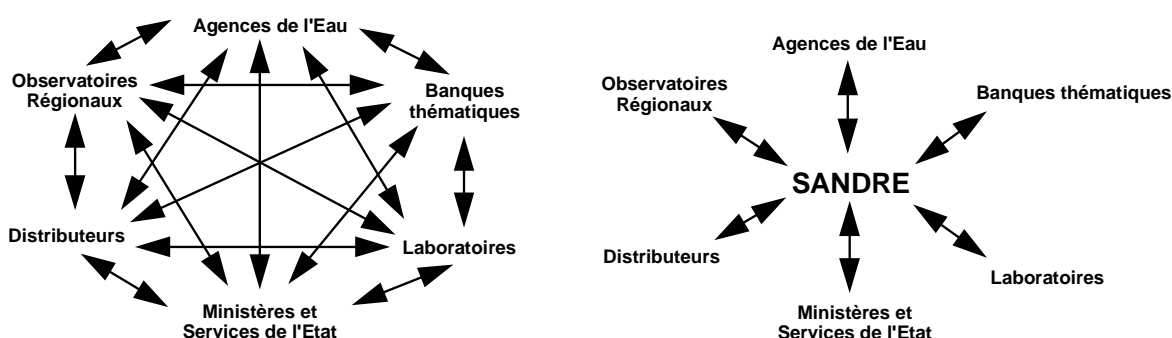 Agences de l'Eau
Observatoires
Régionaux
Banques
thématiques
Distributeurs
Laboratoires
Ministères et
Services de l'Etat
Agences de l'Eau
Observatoires
Régionaux
Banques thématiques
SANDRE
Distributeurs
Laboratoires
Ministères et
Services de l'Etat